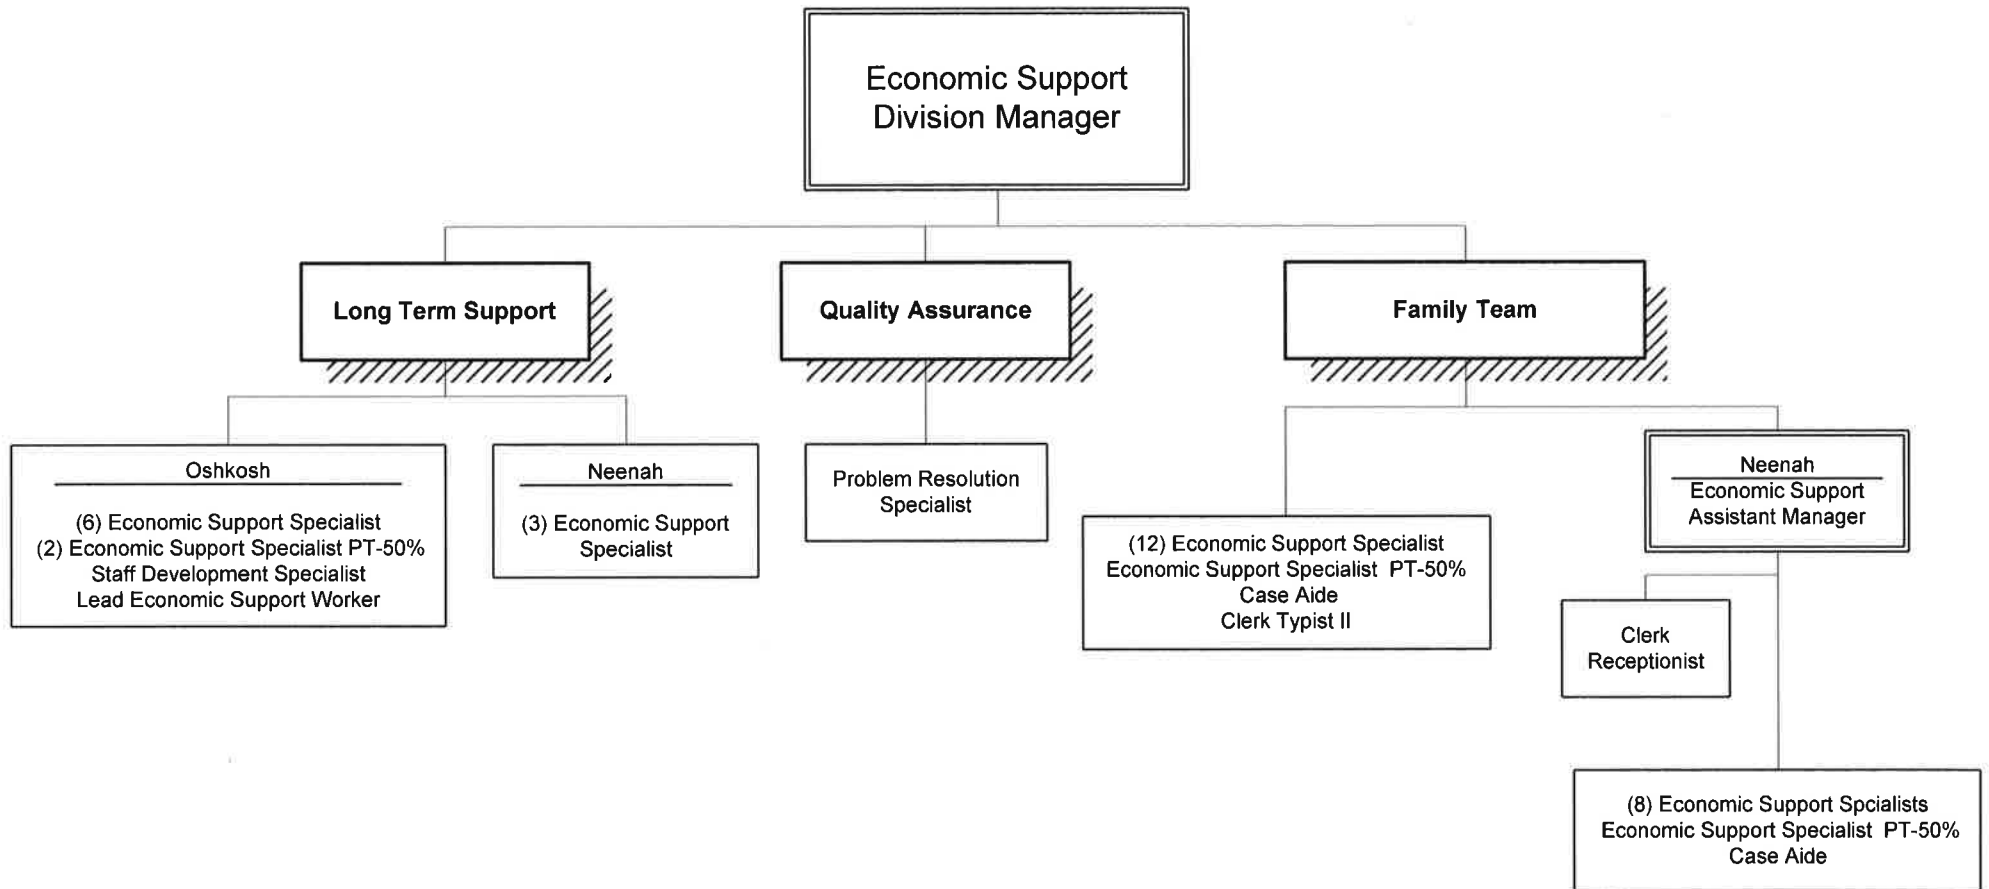 Economic Support
Division Manager
Long Term Support
Quality Assurance
Family Team
Oshkosh
(6) Economic Support Specialist
(2) Economic Support Specialist PT-50%
Staff Development Specialist
Lead Economic Support Worker
Neenah
(3) Economic Support
Specialist
Problem Resolution
Specialist
(12) Economic Support Specialist
Economic Support Specialist PT-50%
Case Aide
Clerk Typist II
Neenah
Economic Support
Assistant Manager
Clerk
Receptionist
(8) Economic Support Spcialists
Economic Support Specialist PT-50%
Case Aide